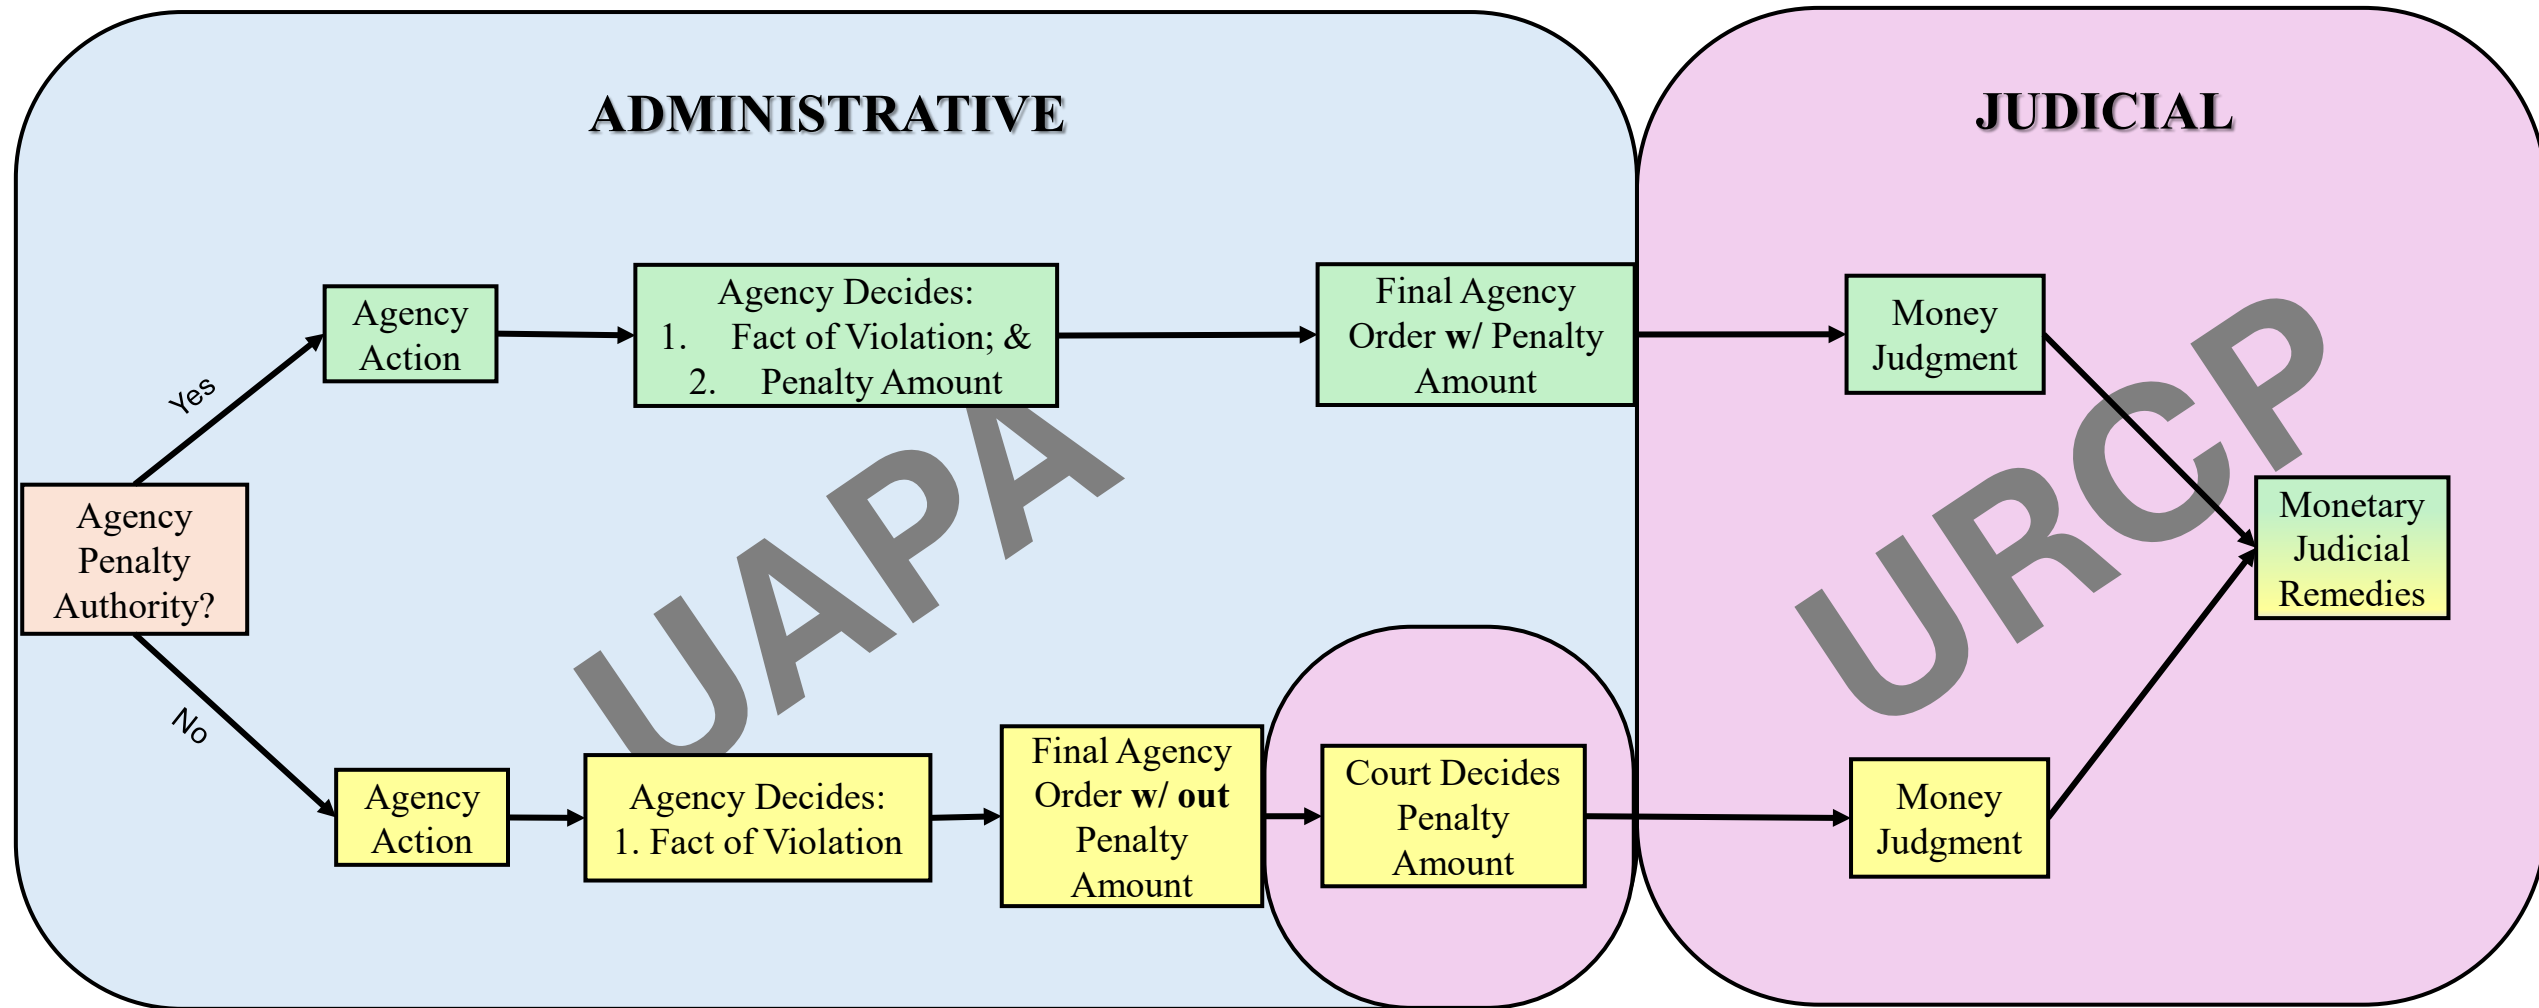 ADMINISTRATIVE
JUDICIAL
Agency
Penalty
Authority?
Yes
No
Agency
Action
Agency Decides:
1. Fact of Violation; &
2. Penalty Amount
Final Agency
Order w/ Penalty
Amount
Money
Judgment
Agency
Action
Agency Decides:
1. Fact of Violation
Final Agency
Order w/ out
Penalty
Amount
Court Decides
Penalty
Amount
Money
Judgment
Monetary
Judicial
Remedies
UAPA
URCP